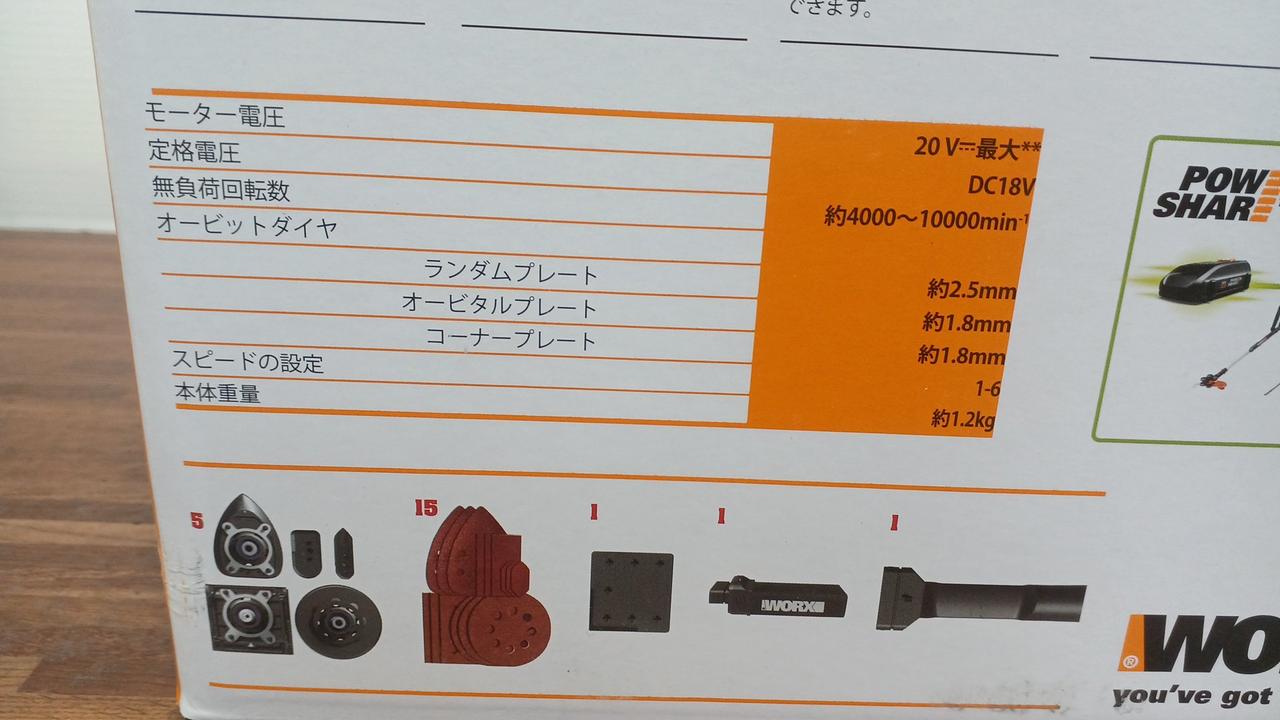 できます。
モーター電圧 20 V⎓最大**
定格電圧 DC18V
無負荷回転数 約4000～10000min⁻¹
オービットダイヤ
ランダムプレート 約2.5mm
オービタルプレート 約1.8mm
コーナープレート 約1.8mm
スピードの設定 1-6
本体重量 約1.2kg
POW
SHAR
5 15 1 1 1
WORX
WO
you've got